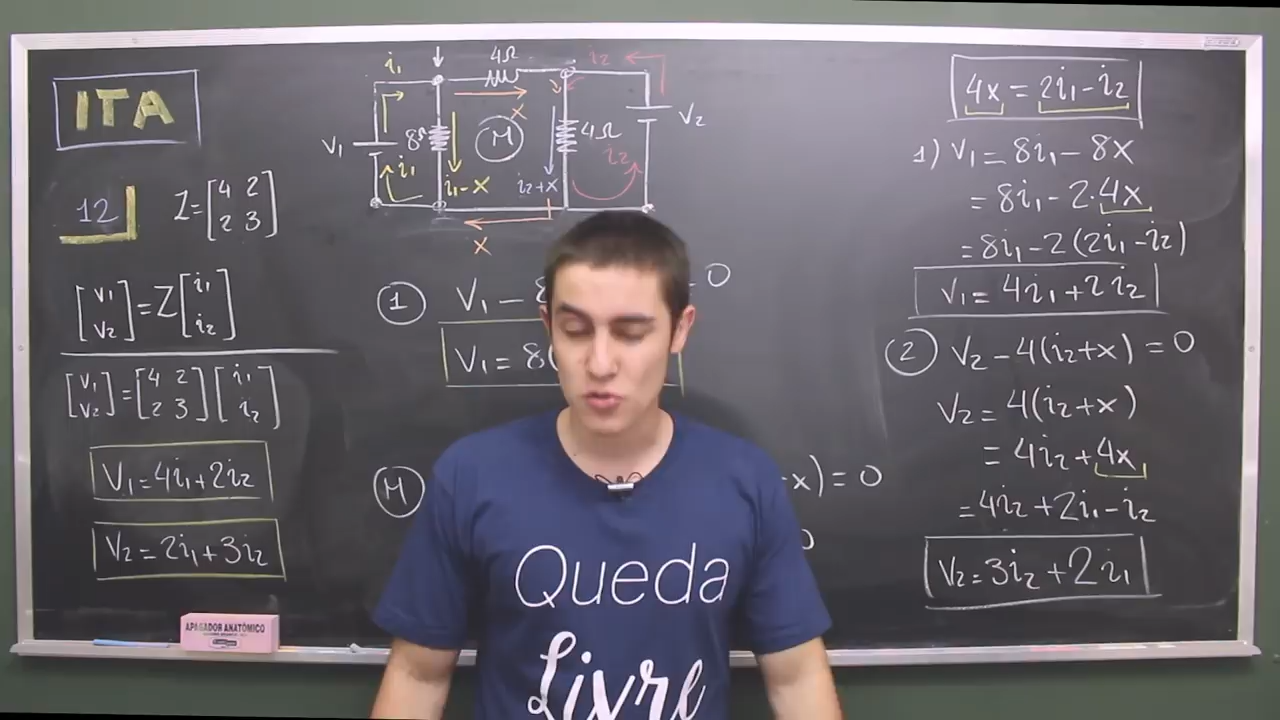 ITA
12
Z=[4 2
2 3]
[V₁
V₂]=Z[i₁
i₂]
[V₁
V₂]=[4 2
2 3][i₁
i₂]
V₁=4i₁+2i₂
V₂=2i₁+3i₂
APAGADOR ANATÔMICO
i₁
4Ω
i₂
x
V₁
8Ω
M
4Ω
V₂
i₁
i₁-x
i₂+x
i₂
x
1
V₁-8
=0
V₁=8(
M
-x)=0
0
Queda
Livre
4x=2i₁-i₂
1) V₁=8i₁-8x
=8i₁-2·4x
=8i₁-2(2i₁-i₂)
V₁=4i₁+2i₂
2 V₂-4(i₂+x)=0
V₂=4(i₂+x)
=4i₂+4x
=4i₂+2i₁-i₂
V₂=3i₂+2i₁